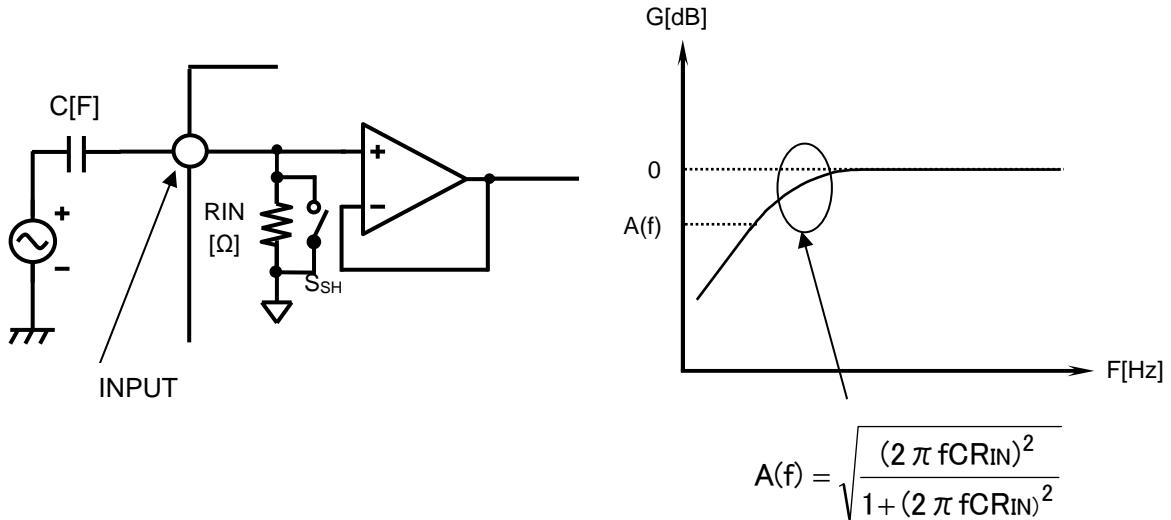 C[F]
+
−
INPUT
RIN
[Ω]
SSH
+
−
G[dB]
0
A(f)
F[Hz]
A(f) = √((2πfCRIN)² / (1+(2πfCRIN)²))